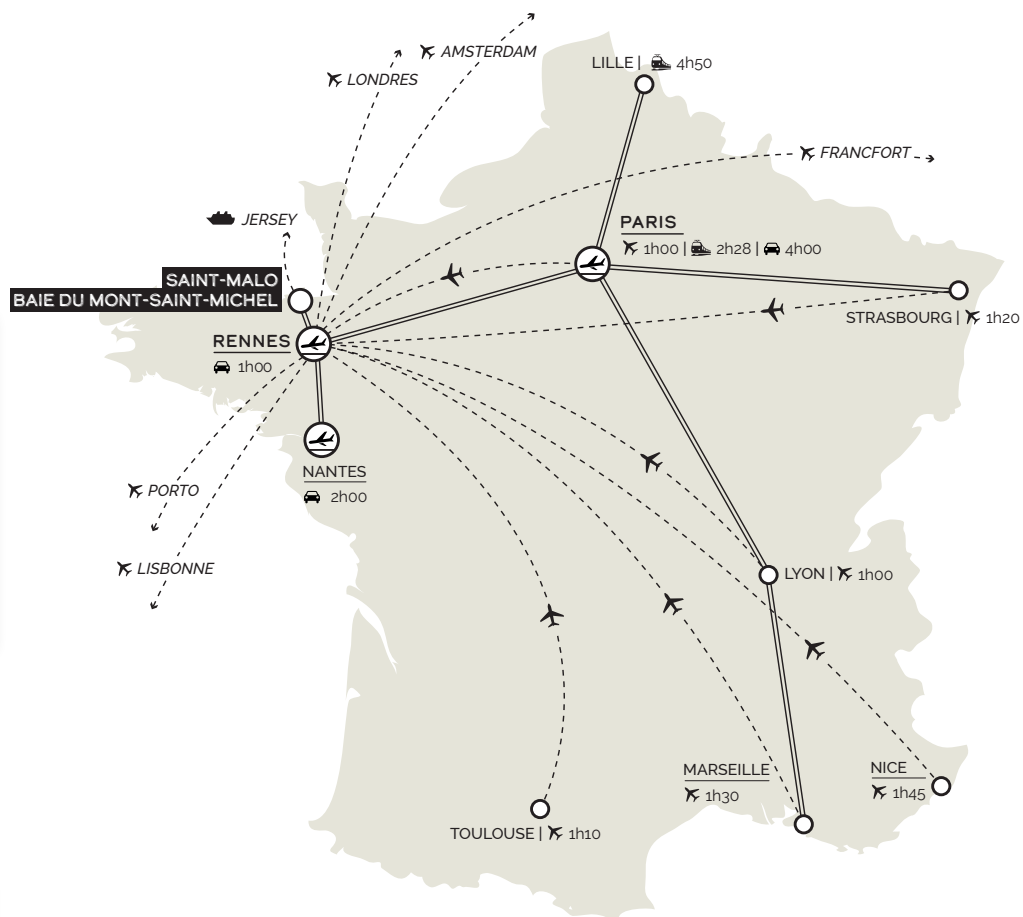 AMSTERDAM
LONDRES
LILLE | 4h50
FRANCFORT
JERSEY
PARIS
1h00 | 2h28 | 4h00
SAINT-MALO
BAIE DU MONT-SAINT-MICHEL
STRASBOURG | 1h20
RENNES
1h00
NANTES
2h00
PORTO
LISBONNE
LYON | 1h00
MARSEILLE
1h30
NICE
1h45
TOULOUSE | 1h10